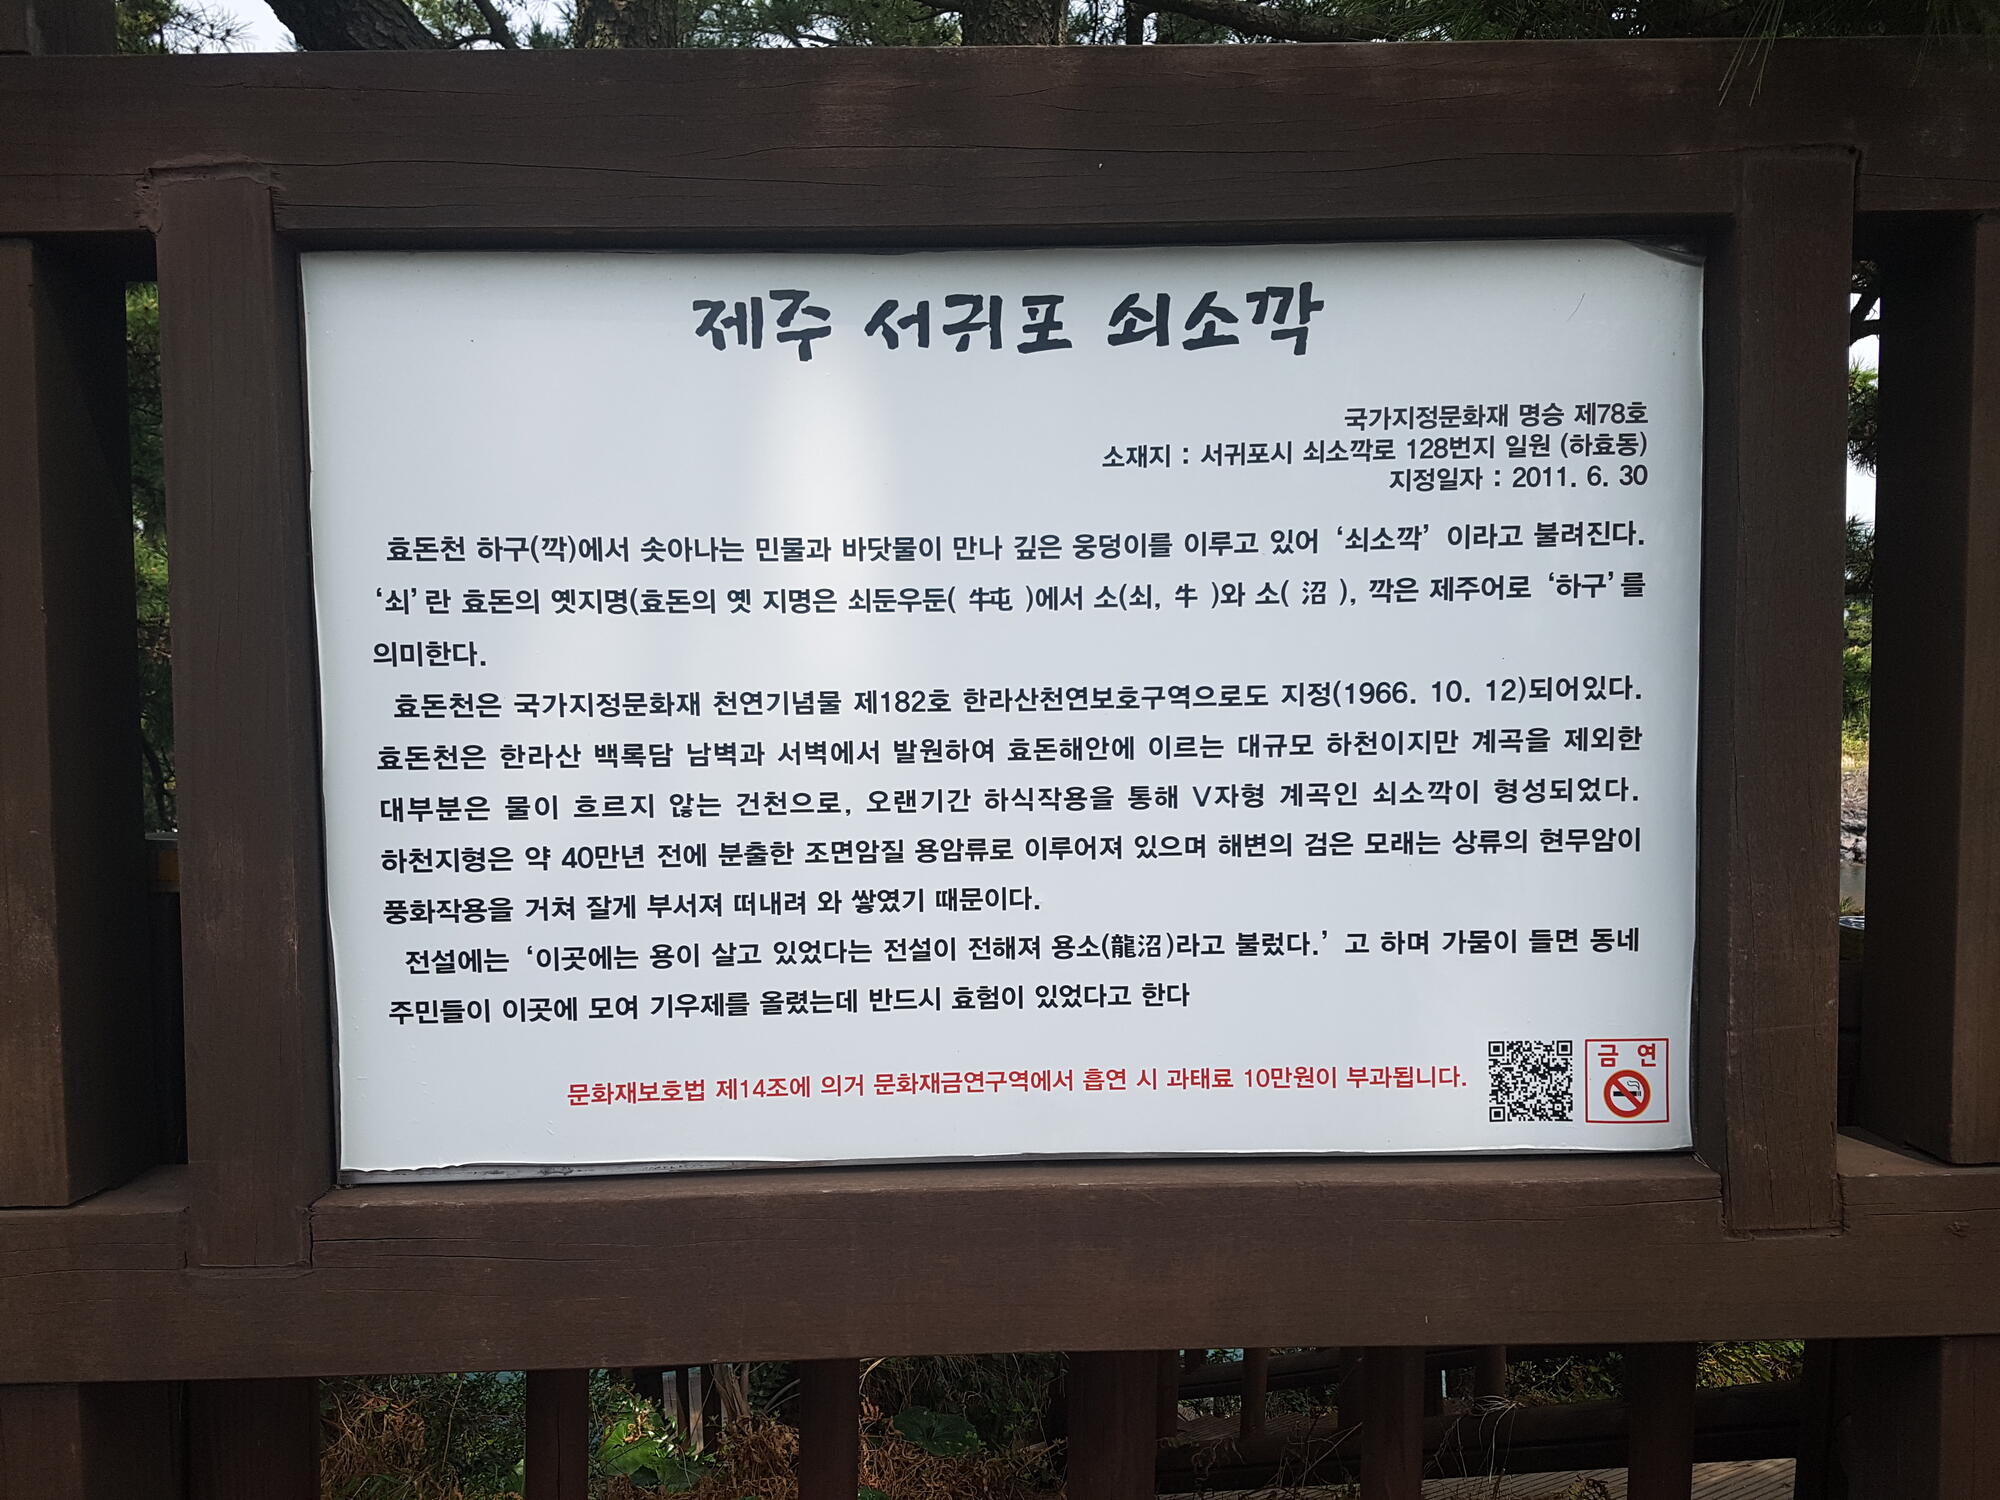 제주 서귀포 쇠소깍
국가지정문화재 명승 제78호
소재지 : 서귀포시 쇠소깍로 128번지 일원 (하효동)
지정일자 : 2011. 6. 30
효돈천 하구(깍)에서 솟아나는 민물과 바닷물이 만나 깊은 웅덩이를 이루고 있어 ‘쇠소깍’ 이라고 불려진다.
‘쇠’란 효돈의 옛지명(효돈의 옛 지명은 쇠둔우둔( 牛屯 )에서 소(쇠, 牛 )와 소( 沼 ), 깍은 제주어로 ‘하구’를
의미한다.
효돈천은 국가지정문화재 천연기념물 제182호 한라산천연보호구역으로도 지정(1966. 10. 12)되어있다.
효돈천은 한라산 백록담 남벽과 서벽에서 발원하여 효돈해안에 이르는 대규모 하천이지만 계곡을 제외한
대부분은 물이 흐르지 않는 건천으로, 오랜기간 하식작용을 통해 V자형 계곡인 쇠소깍이 형성되었다.
하천지형은 약 40만년 전에 분출한 조면암질 용암류로 이루어져 있으며 해변의 검은 모래는 상류의 현무암이
풍화작용을 거쳐 잘게 부서져 떠내려 와 쌓였기 때문이다.
전설에는 ‘이곳에는 용이 살고 있었다는 전설이 전해져 용소(龍沼)라고 불렀다.’ 고 하며 가뭄이 들면 동네
주민들이 이곳에 모여 기우제를 올렸는데 반드시 효험이 있었다고 한다
문화재보호법 제14조에 의거 문화재금연구역에서 흡연 시 과태료 10만원이 부과됩니다.
금 연